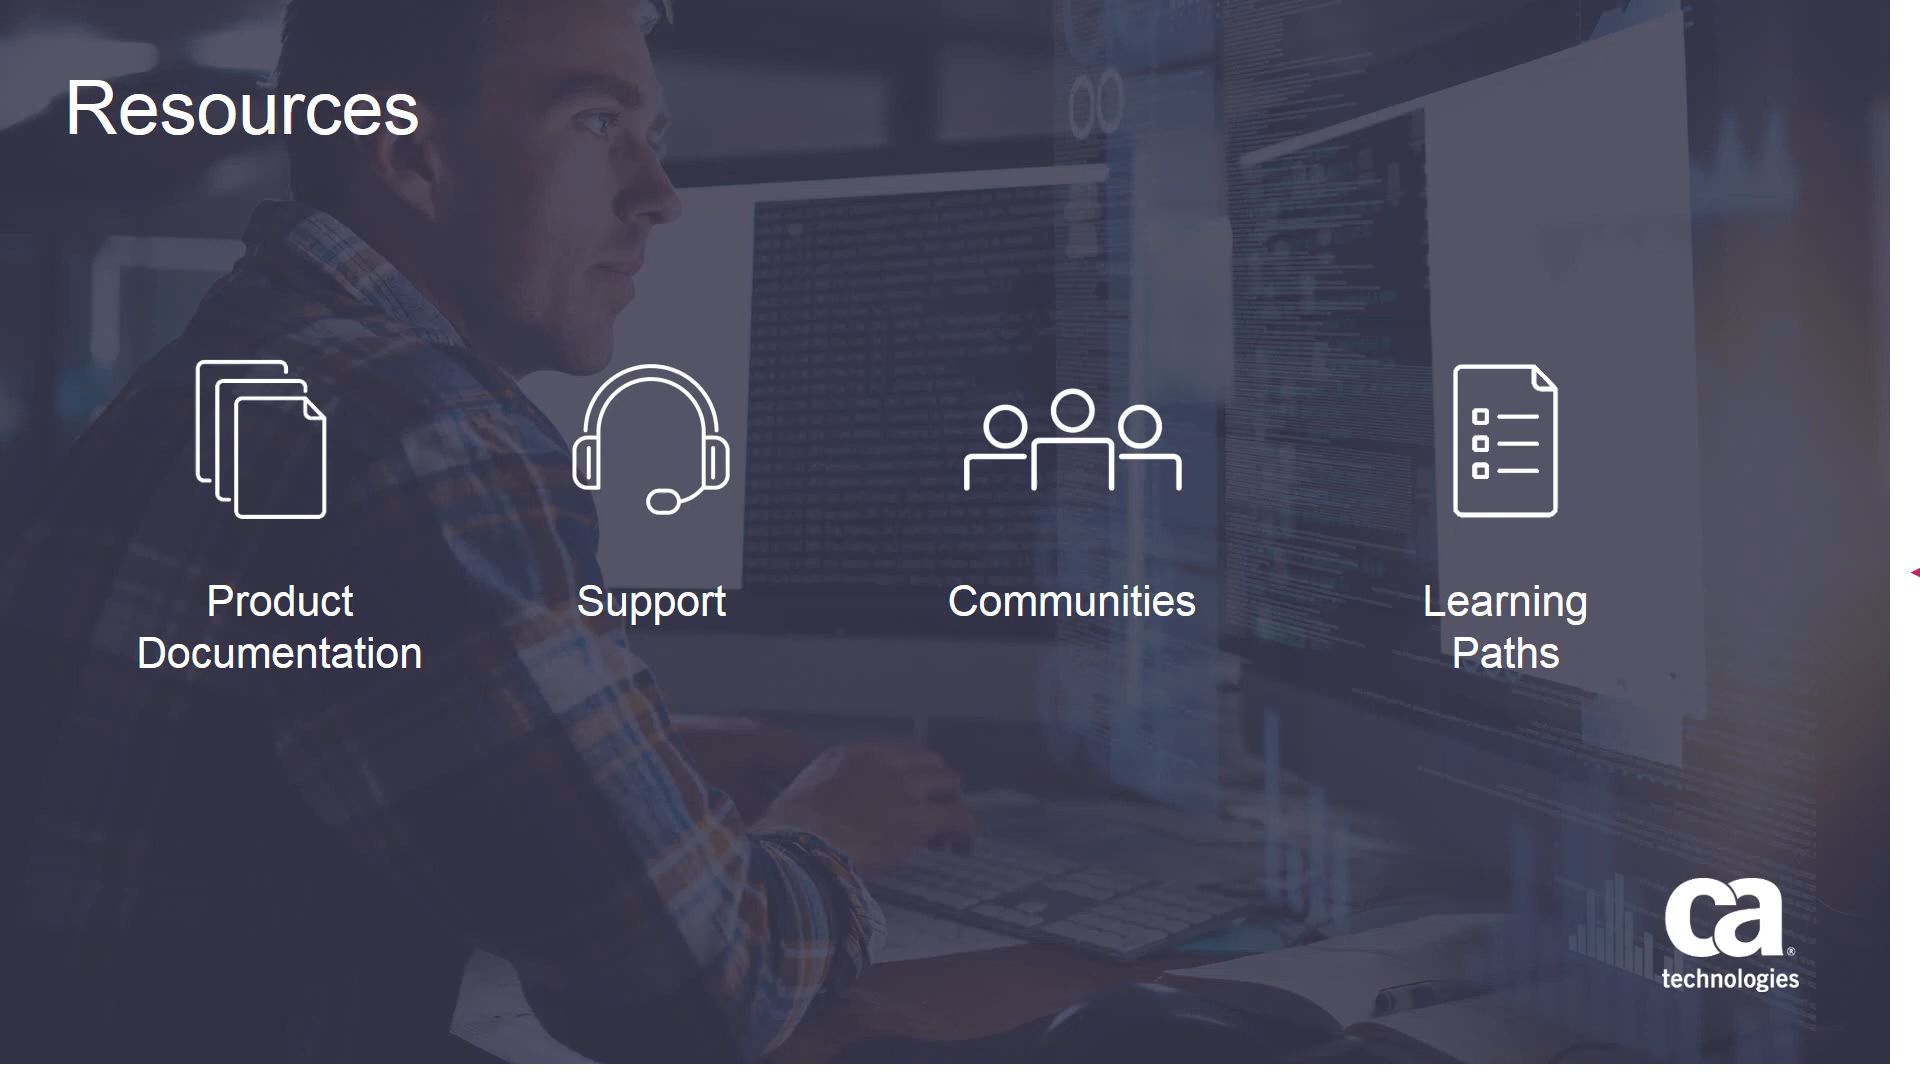 Resources
Product
Documentation
Support
Communities
Learning
Paths
ca®
technologies